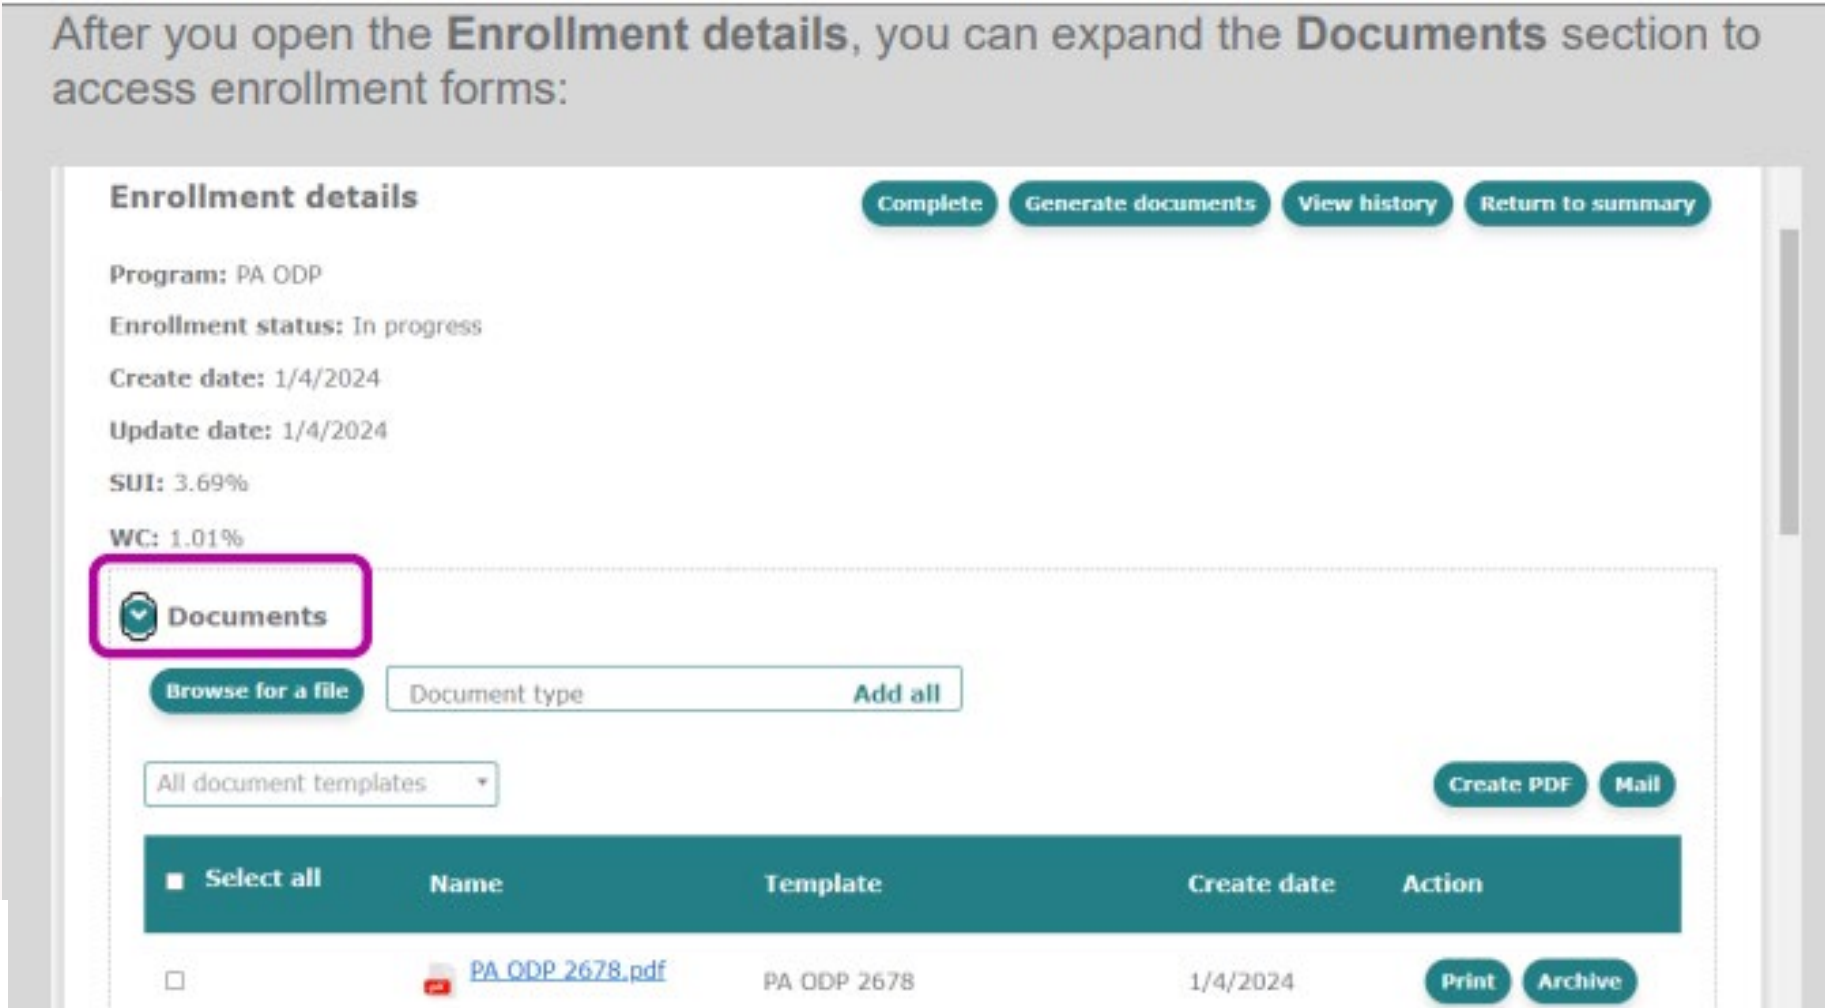 After you open the Enrollment details, you can expand the Documents section to
access enrollment forms:
Enrollment details
Complete Generate documents View history Return to summary
Program: PA ODP
Enrollment status: In progress
Create date: 1/4/2024
Update date: 1/4/2024
SUI: 3.69%
WC: 1.01%
Documents
Browse for a file Document type Add all
All document templates Create PDF Mail
Select all Name Template Create date Action
PA ODP 2678.pdf PA ODP 2678 1/4/2024 Print Archive